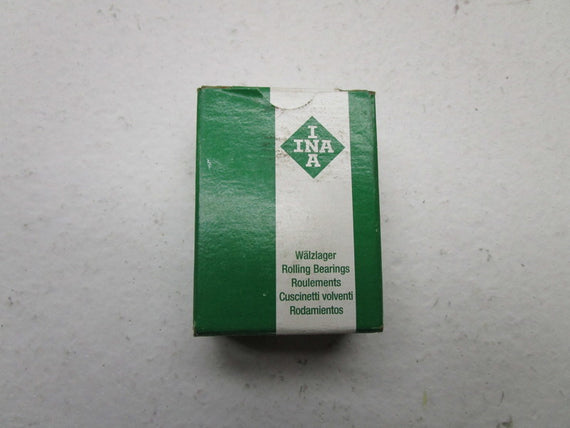 I
INA
A
Wälzlager
Rolling Bearings
Roulements
Cuscinetti volventi
Rodamientos